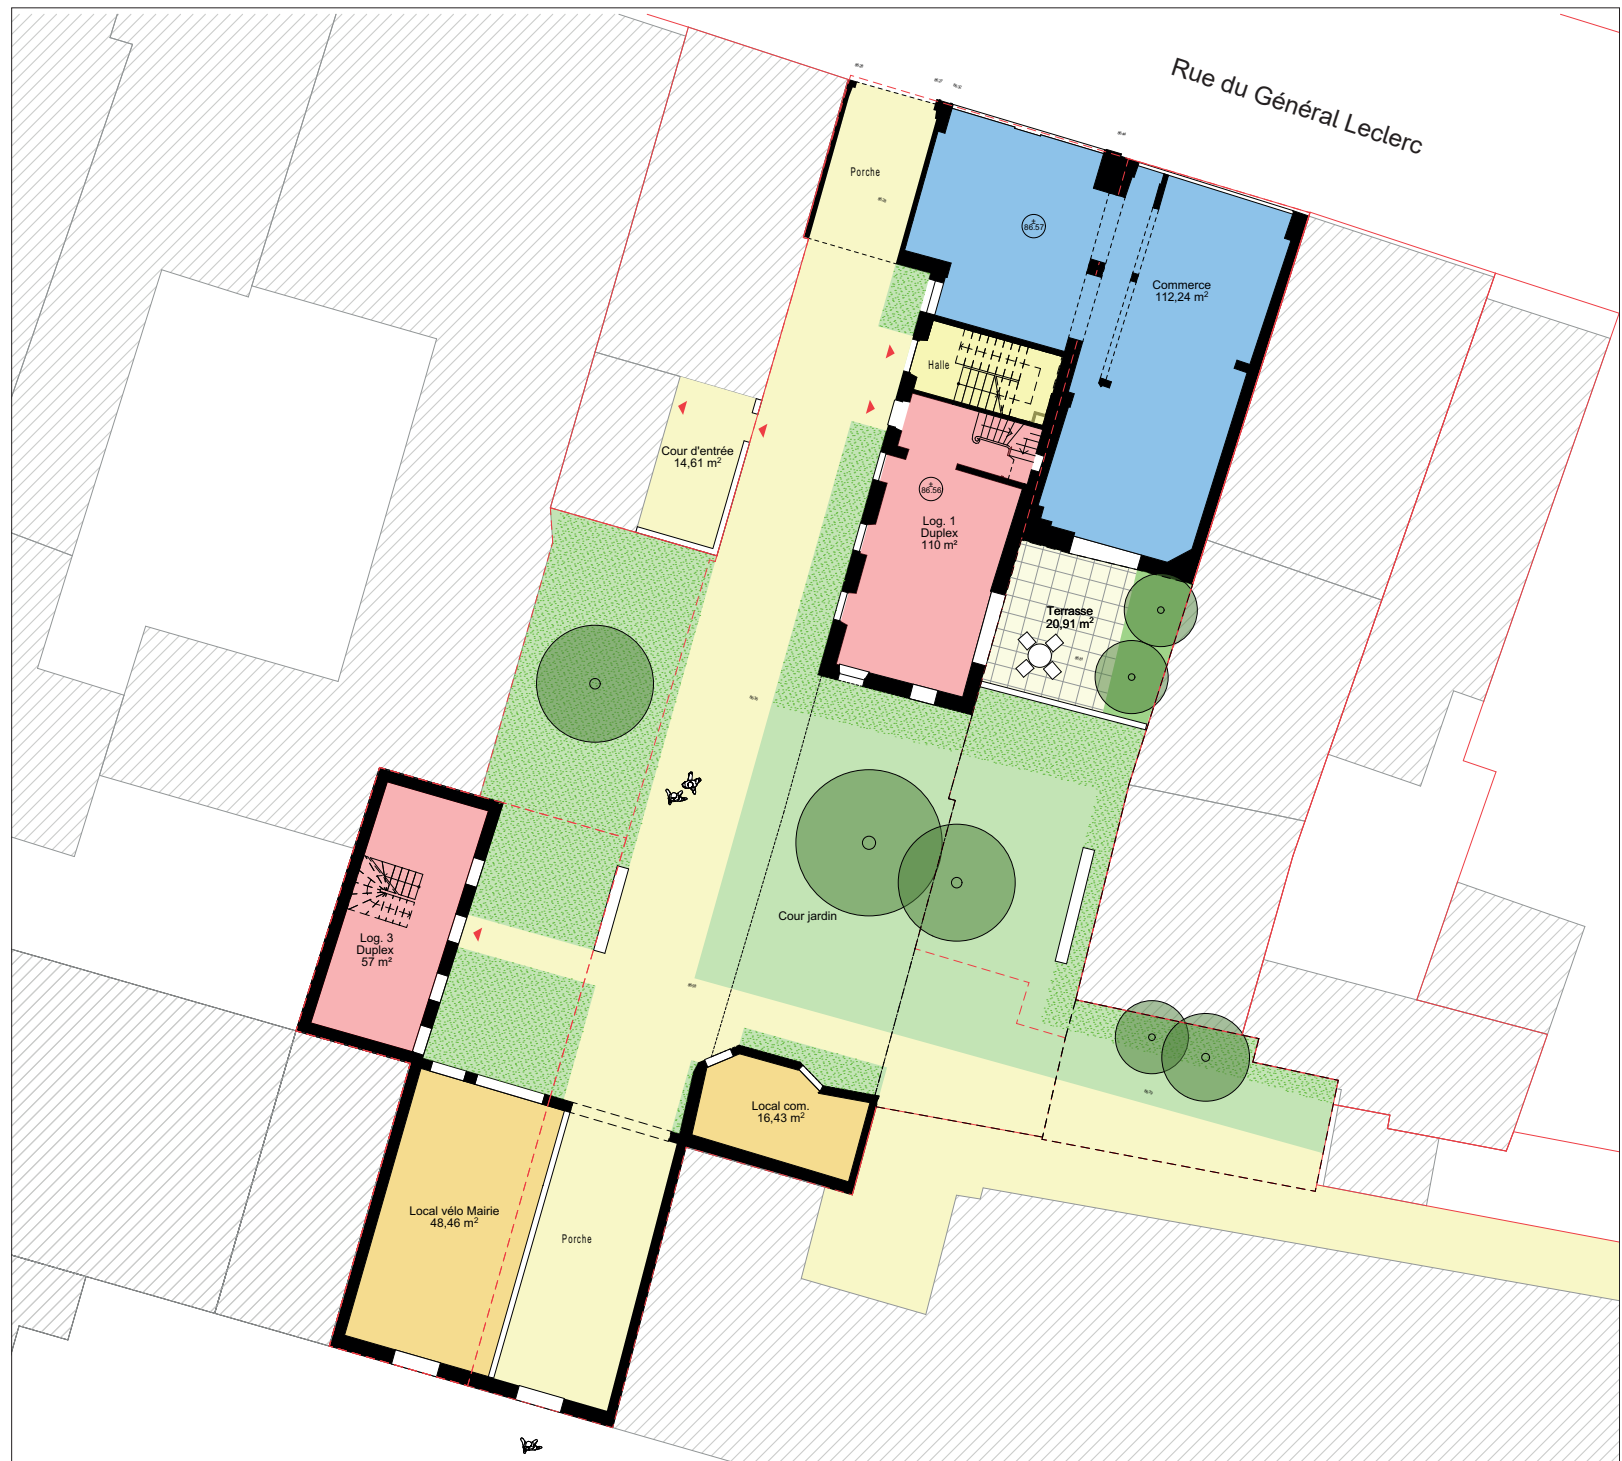 Rue du Général Leclerc
Porche
±
86.57
Commerce
112,24 m²
Halle
Cour d'entrée
14,61 m²
±
86.56
Log. 1
Duplex
110 m²
Terrasse
20,91 m²
Cour jardin
Log. 3
Duplex
57 m²
Local com.
16,43 m²
Local vélo Mairie
48,46 m²
Porche